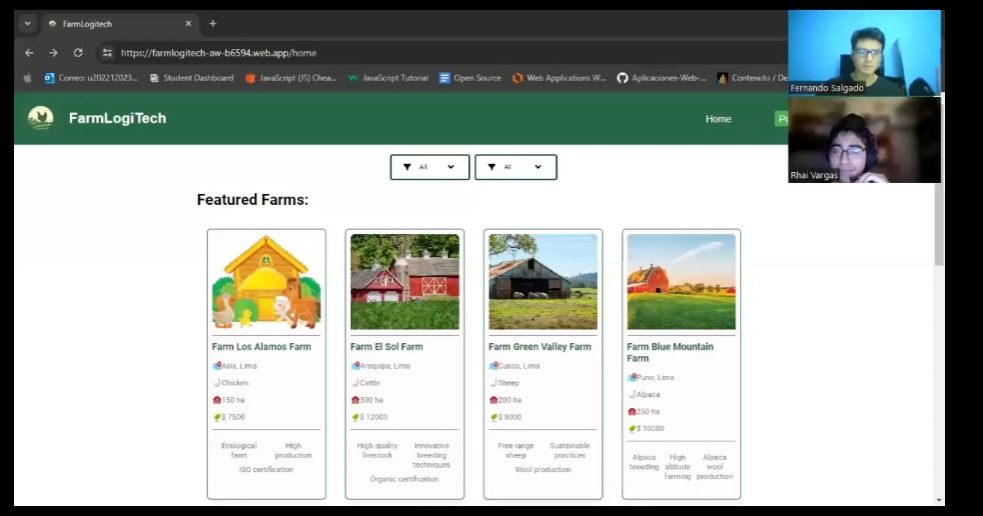 FarmLogitech
https://farmlogitech-aw-b6594.web.app/home
Correo: u202212023...
Student Dashboard
JavaScript (JS) Chea...
JavaScript Tutorial
Open Source
Web Applications W...
Aplicaciones-Web-...
Contenido / De
Fernando Salgado
Rhai Vargas
FarmLogiTech
Home
All
All
Featured Farms:
Farm Los Alamos Farm
Asia, Lima
Chicken
150 ha
$ 7500
Ecological farm
High production
ISO certification
Farm El Sol Farm
Arequipa, Lima
Cattle
300 ha
$ 12000
High quality livestock
Innovative breeding techniques
Organic certification
Farm Green Valley Farm
Cusco, Lima
Sheep
200 ha
$ 8000
Free range sheep
Sustainable practices
Wool production
Farm Blue Mountain
Farm
Puno, Lima
Alpaca
250 ha
$ 10000
Alpaca breeding
High altitude farming
Alpaca wool production